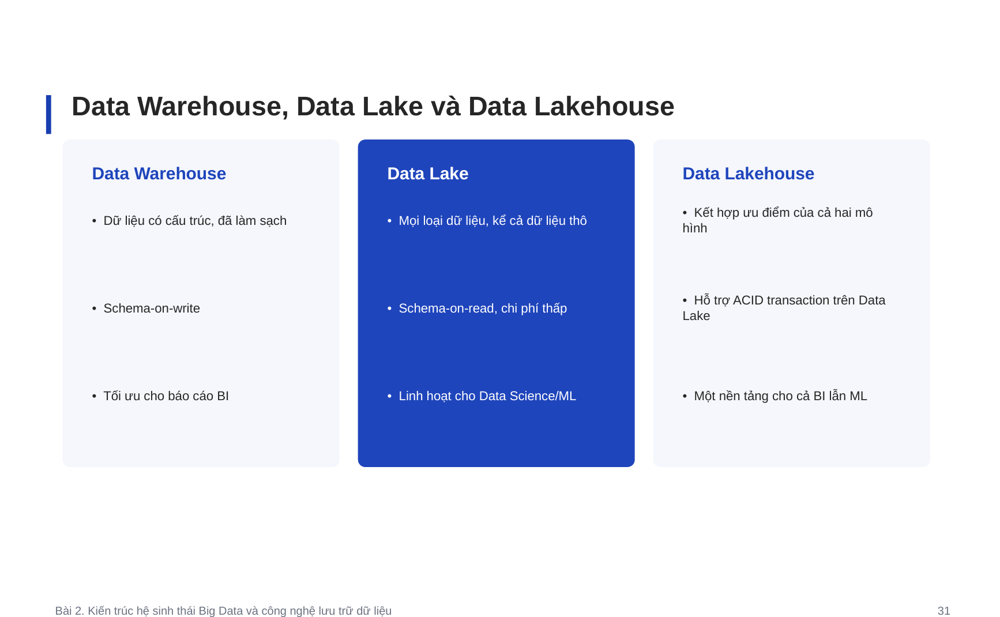 Data Warehouse, Data Lake và Data Lakehouse
Data Warehouse
• Dữ liệu có cấu trúc, đã làm sạch
• Schema-on-write
• Tối ưu cho báo cáo BI
Data Lake
• Mọi loại dữ liệu, kể cả dữ liệu thô
• Schema-on-read, chi phí thấp
• Linh hoạt cho Data Science/ML
Data Lakehouse
• Kết hợp ưu điểm của cả hai mô
hình
• Hỗ trợ ACID transaction trên Data
Lake
• Một nền tảng cho cả BI lẫn ML
Bài 2. Kiến trúc hệ sinh thái Big Data và công nghệ lưu trữ dữ liệu
31